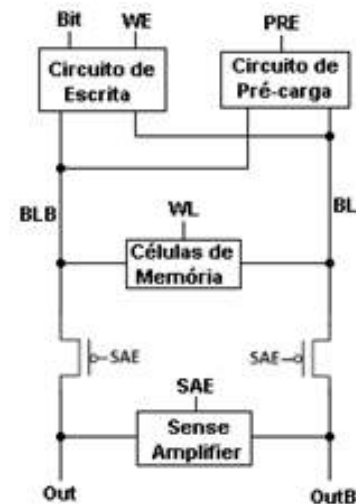 Bit WE PRE
Circuito de Escrita
Circuito de Pré-carga
BLB
BL
WL
Células de Memória
SAE
SAE
SAE
Sense Amplifier
Out
OutB